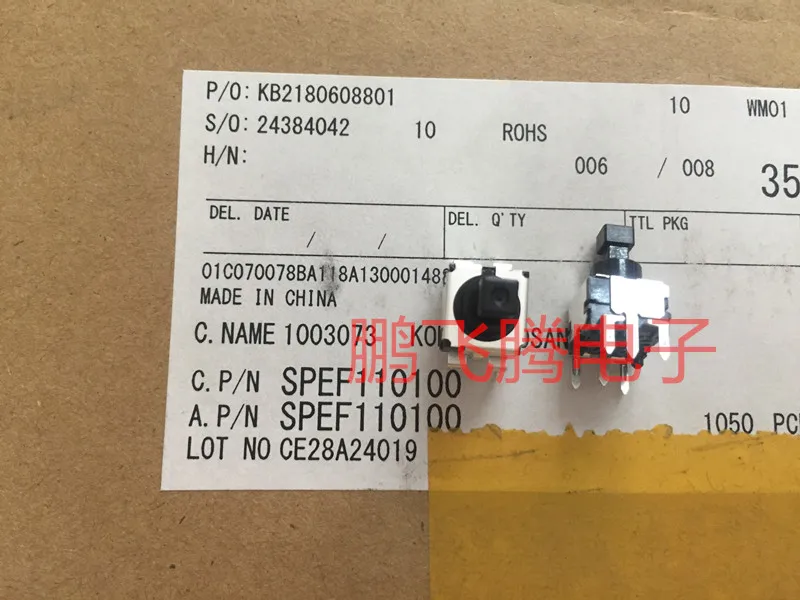 P/O: KB2180608801 10 WM01
S/O: 24384042 10 ROHS
H/N: 006 / 008 35
DEL. DATE DEL. Q'TY TTL PKG
/ /
01C070078BA118A13000148
MADE IN CHINA
C. NAME 1003073
鹏飞腾电子
C. P/N SPEF110100
A. P/N SPEF110100
LOT NO CE28A24019 1050